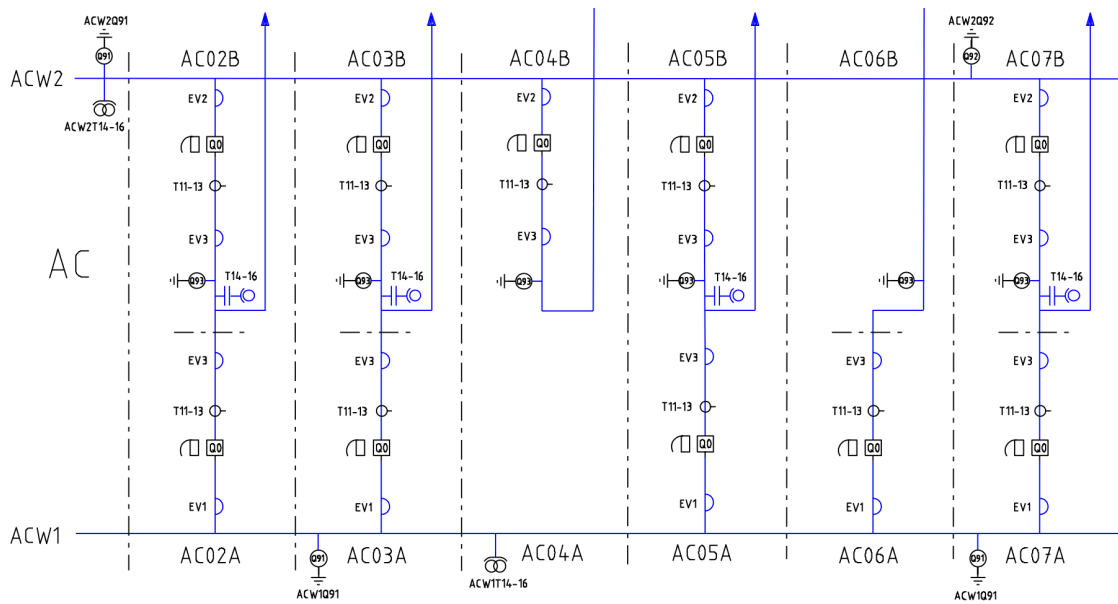 ACW2Q91
ACW2Q92
Q91
Q92
AC02B
AC03B
AC04B
AC05B
AC06B
AC07B
ACW2
EV2
EV2
EV2
EV2
EV2
ACW2T14-16
Q0
Q0
Q0
Q0
Q0
T11-13
T11-13
T11-13
T11-13
T11-13
EV3
EV3
EV3
EV3
EV3
AC
Q93
T14-16
Q93
T14-16
Q93
Q93
T14-16
Q93
Q93
T14-16
EV3
EV3
EV3
EV3
EV3
T11-13
T11-13
T11-13
T11-13
T11-13
Q0
Q0
Q0
Q0
Q0
EV1
EV1
EV1
EV1
EV1
ACW1
AC02A
AC03A
AC04A
AC05A
AC06A
AC07A
Q91
Q91
ACW1Q91
ACW1T14-16
ACW1Q91